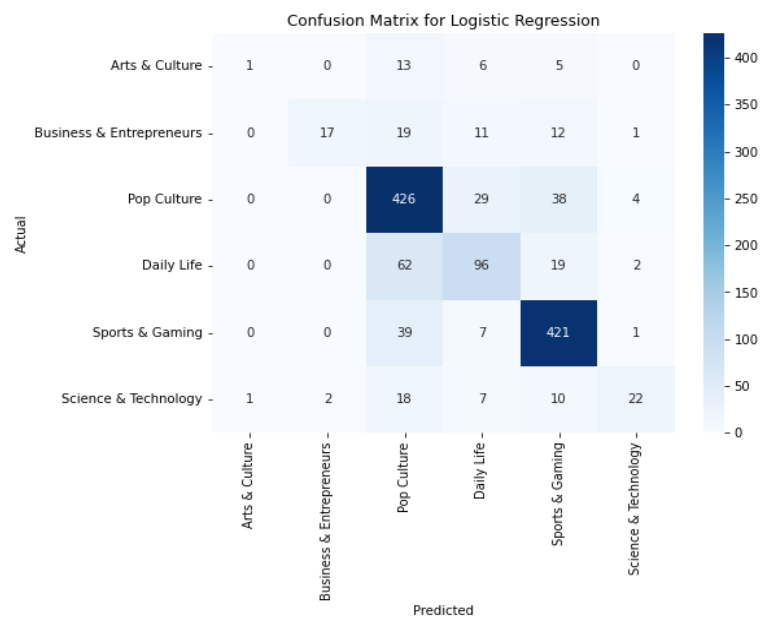 Confusion Matrix for Logistic Regression
Actual
Arts & Culture 1 0 13 6 5 0
Business & Entrepreneurs 0 17 19 11 12 1
Pop Culture 0 0 426 29 38 4
Daily Life 0 0 62 96 19 2
Sports & Gaming 0 0 39 7 421 1
Science & Technology 1 2 18 7 10 22
Arts & Culture
Business & Entrepreneurs
Pop Culture
Daily Life
Sports & Gaming
Science & Technology
Predicted
400
350
300
250
200
150
100
50
0